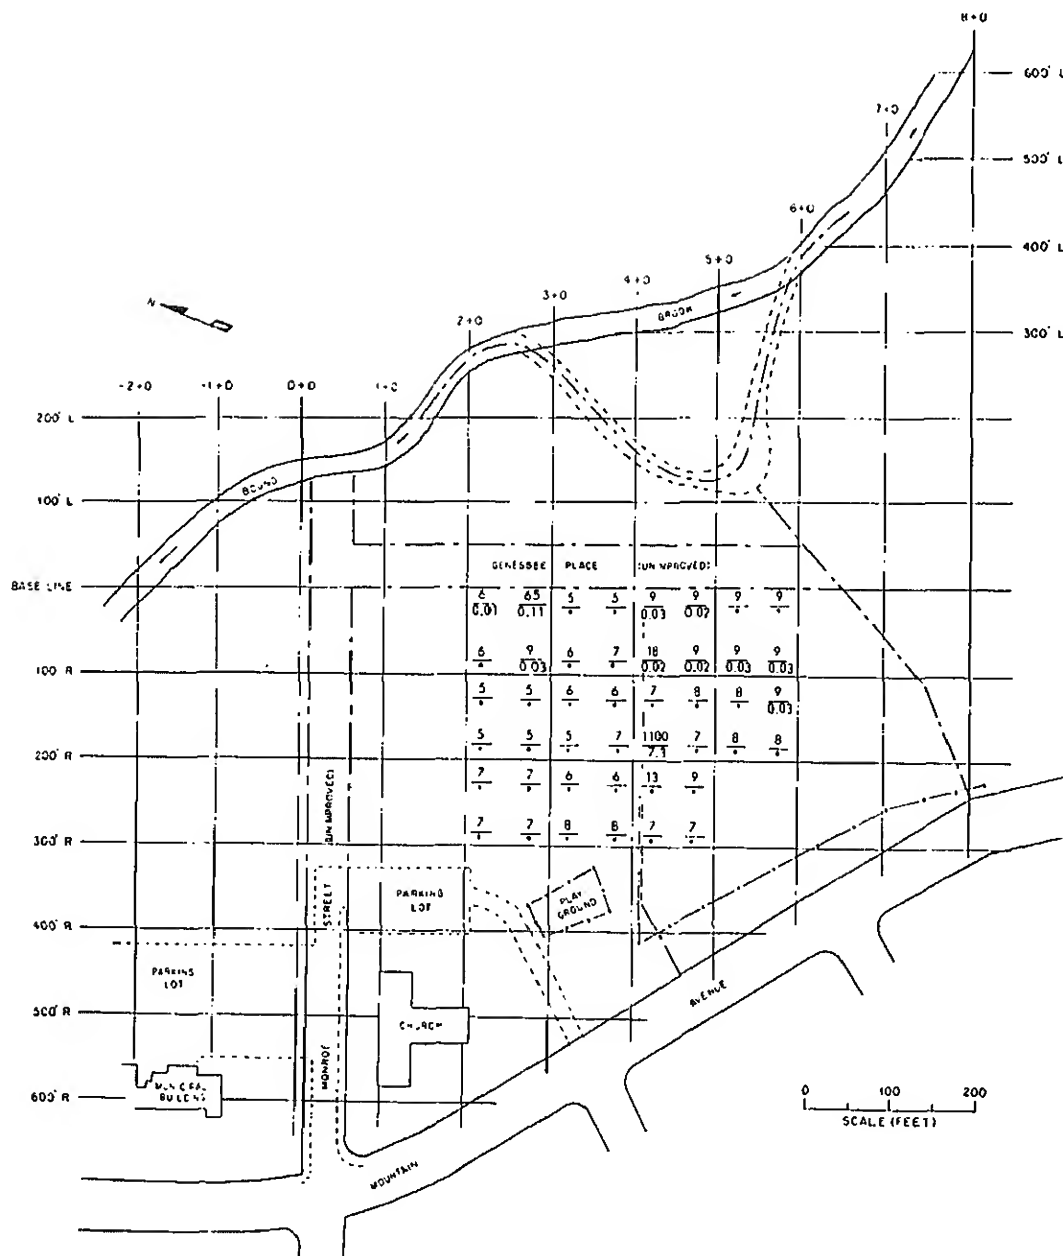 8+0
600' L
7+0
500' L
6+0
400' L
5+0
4+0
3+0
BROOK
300' L
N
2+0
-2+0
-1+0
0+0
1+0
200' L
BOUND
100' L
GENESSEE PLACE (UNIMPROVED)
BASE LINE
6 65 5 5 9 9 9 9
0.03 0.11 0.03 0.02
6 9 6 7 18 9 9 9
0.03 0.02 0.02 0.03 0.03
100' R
5 5 6 6 7 8 8 9
0.03
5 5 5 7 1100 7 8 8
7.3
200' R
7 7 6 6 13 9
(UNIMPROVED)
7 7 8 8 7 7
300' R
PARKING
LOT
PLAY
GROUND
STREET
400' R
PARKING
LOT
AVENUE
500' R
CHURCH
MONROE
MUNICIPAL
BUILDING
600' R
0 100 200
SCALE (FEET)
MOUNTAIN